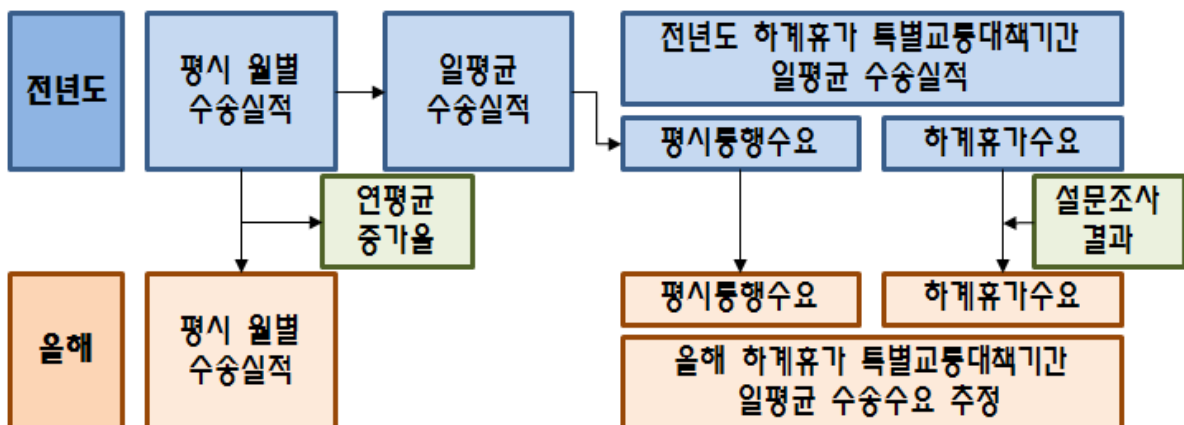 전년도
평시 월별
수송실적
일평균
수송실적
전년도 하계휴가 특별교통대책기간
일평균 수송실적
평시통행수요
하계휴가수요
연평균
증가율
설문조사
결과
올해
평시 월별
수송실적
평시통행수요
하계휴가수요
올해 하계휴가 특별교통대책기간
일평균 수송수요 추정